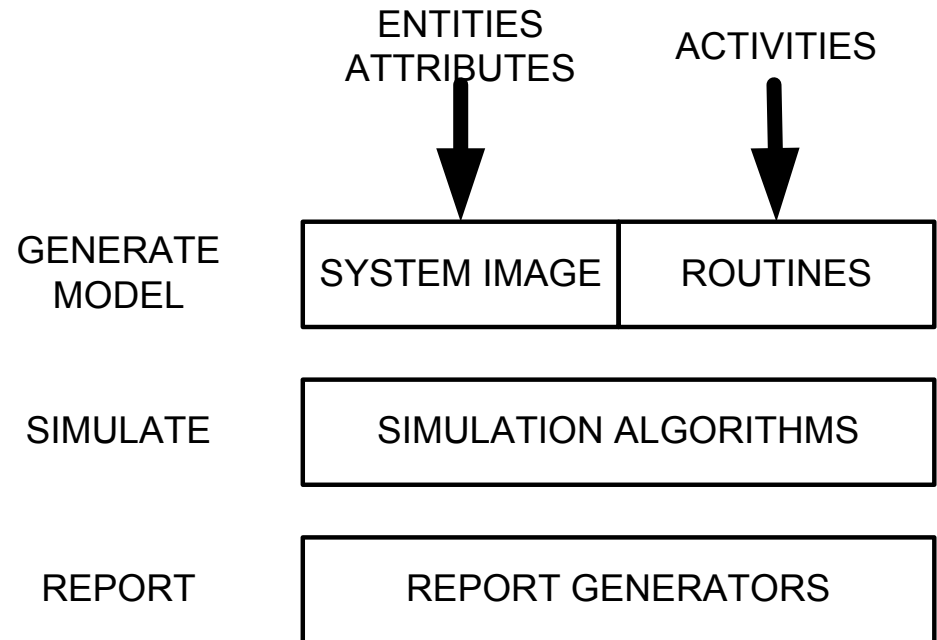 ENTITIES
ATTRIBUTES
ACTIVITIES
GENERATE
MODEL
SYSTEM IMAGE
ROUTINES
SIMULATE
SIMULATION ALGORITHMS
REPORT
REPORT GENERATORS